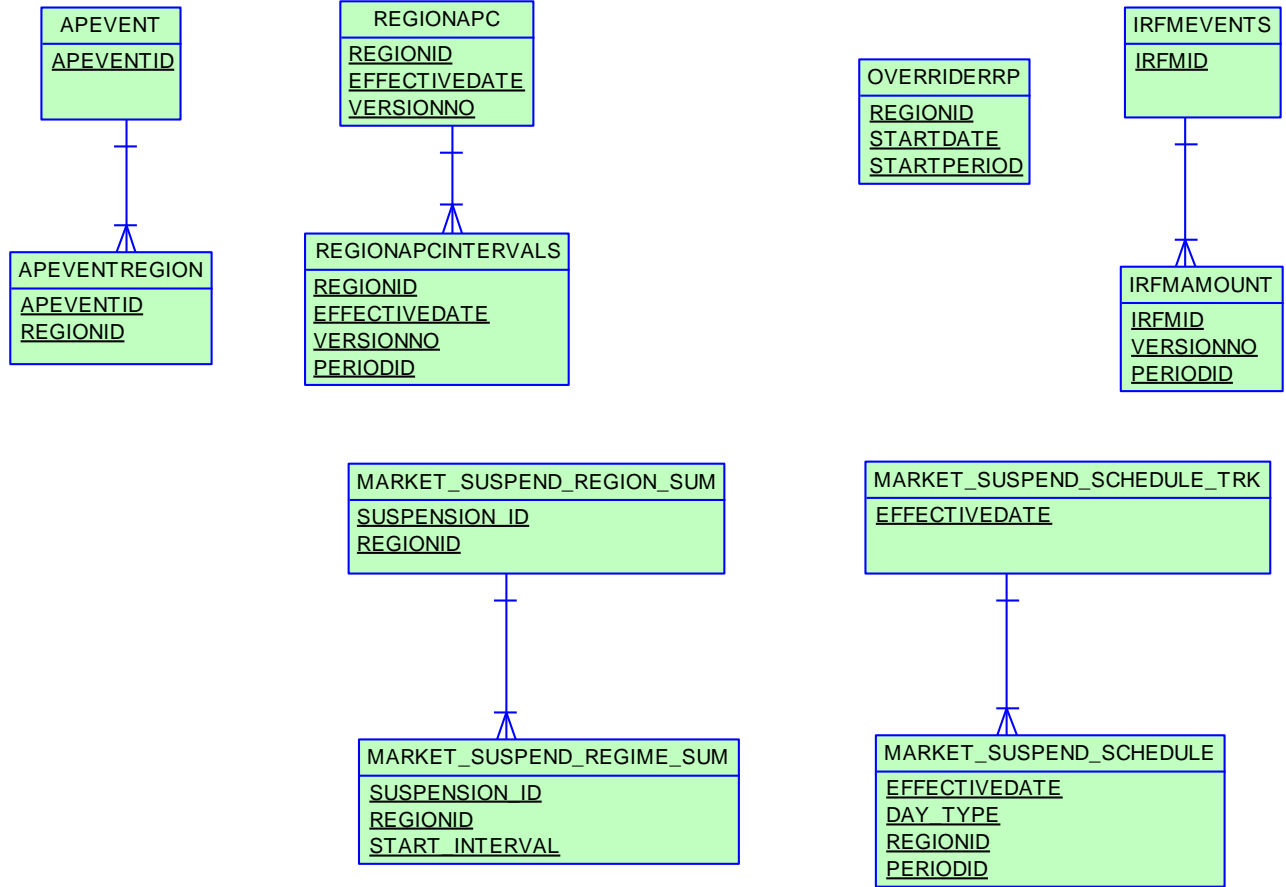 APEVENT
APEVENTID
REGIONAPC
REGIONID
EFFECTIVEDATE
VERSIONNO
OVERRIDERRP
REGIONID
STARTDATE
STARTPERIOD
IRFMEVENTS
IRFMID
APEVENTREGION
APEVENTID
REGIONID
REGIONAPCINTERVALS
REGIONID
EFFECTIVEDATE
VERSIONNO
PERIODID
IRFMAMOUNT
IRFMID
VERSIONNO
PERIODID
MARKET_SUSPEND_REGION_SUM
SUSPENSION_ID
REGIONID
MARKET_SUSPEND_SCHEDULE_TRK
EFFECTIVEDATE
MARKET_SUSPEND_REGIME_SUM
SUSPENSION_ID
REGIONID
START_INTERVAL
MARKET_SUSPEND_SCHEDULE
EFFECTIVEDATE
DAY_TYPE
REGIONID
PERIODID